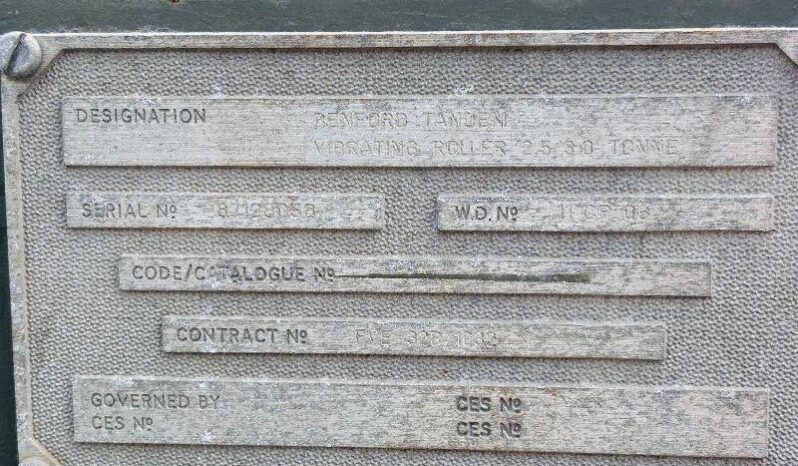 DESIGNATION BENFORD TANDEM
VIBRATING ROLLER 2.5/3.0 TONNE
SERIAL Nº W.D. Nº
CODE/CATALOGUE Nº
CONTRACT Nº FVE
GOVERNED BY CES Nº
CES Nº CES Nº